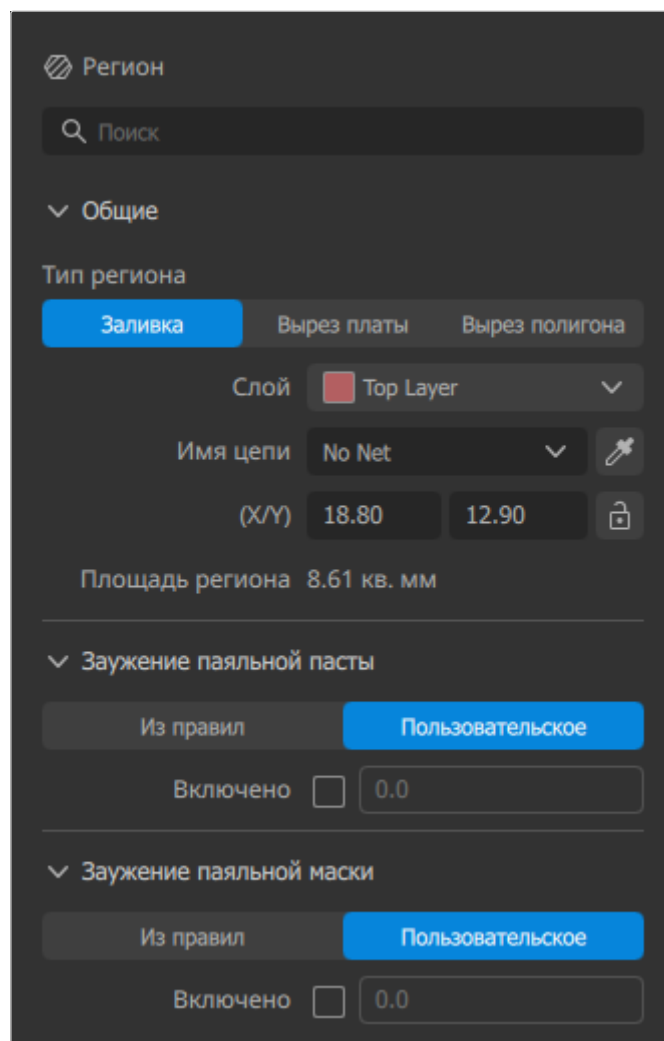 Регион
Поиск
Общие
Тип региона
Заливка Вырез платы Вырез полигона
Слой Top Layer
Имя цепи No Net
(X/Y) 18.80 12.90
Площадь региона 8.61 кв. мм
Заужение паяльной пасты
Из правил Пользовательское
Включено 0.0
Заужение паяльной маски
Из правил Пользовательское
Включено 0.0